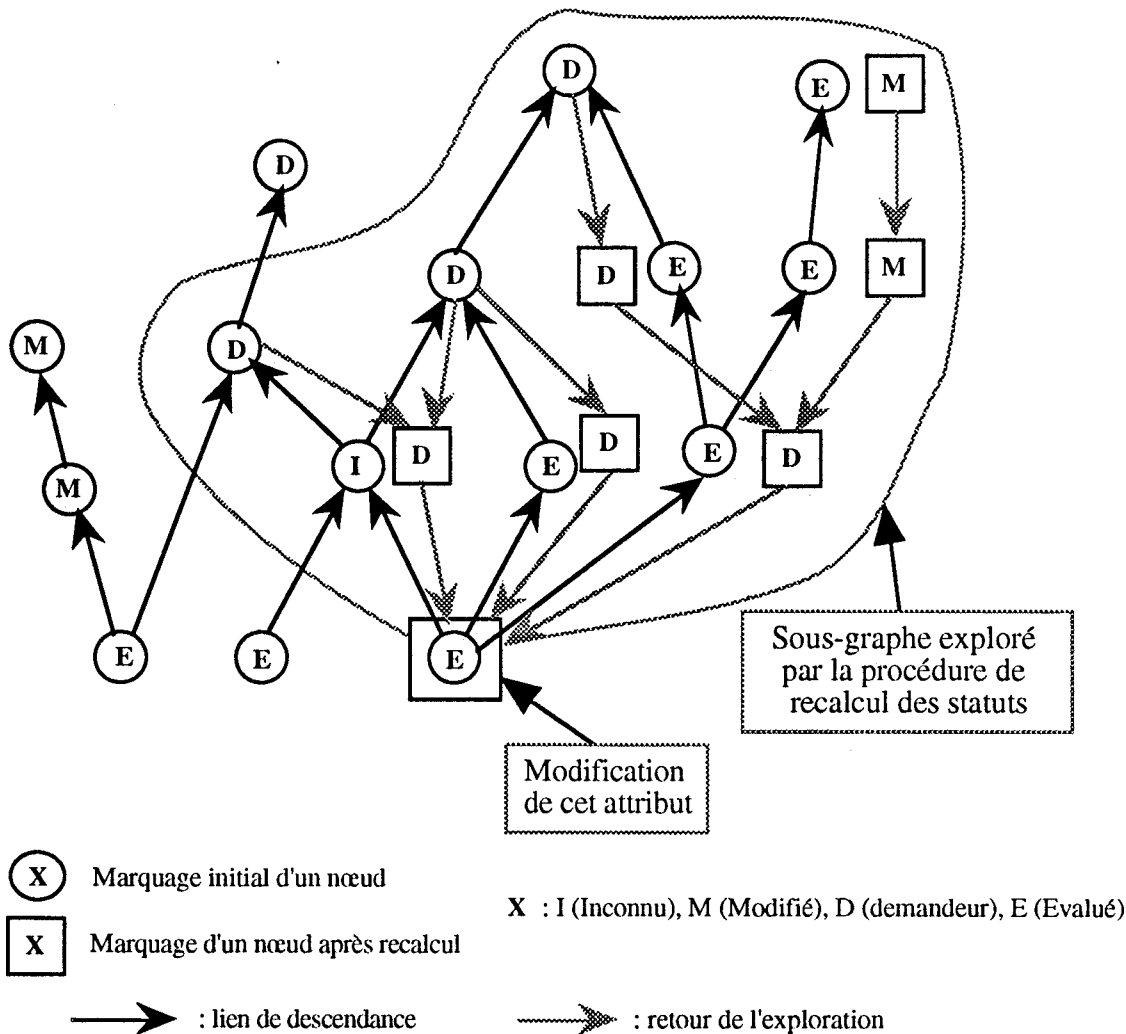 D
E M
D
D D E E M
M D
D D
I D E E D
M
E E E
Sous-graphe exploré
par la procédure de
recalcul des statuts
Modification
de cet attribut
X Marquage initial d'un nœud
X : I (Inconnu), M (Modifié), D (demandeur), E (Evalué)
X Marquage d'un nœud après recalcul
: lien de descendance : retour de l'exploration